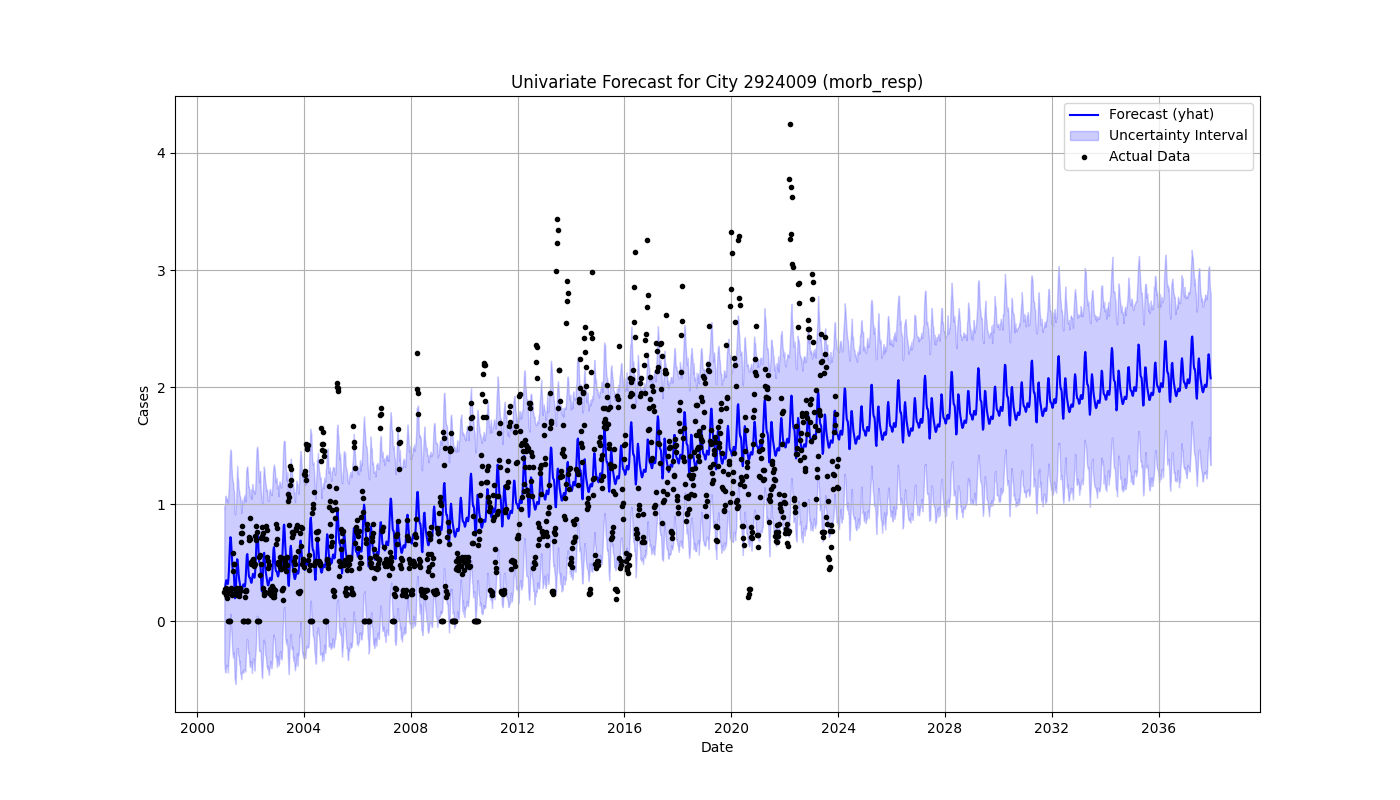 Univariate Forecast for City 2924009 (morb_resp)
Forecast (yhat)
Uncertainty Interval
Actual Data
Cases
4
3
2
1
0
2000 2004 2008 2012 2016 2020 2024 2028 2032 2036
Date